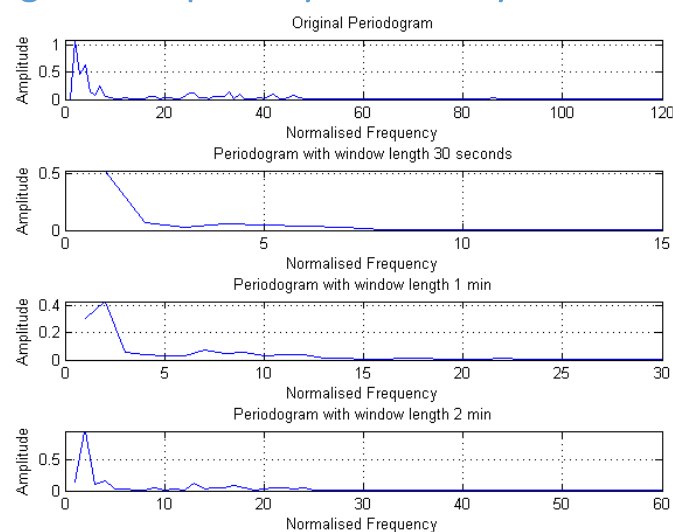 Original Periodogram
1
0.5
0
Amplitude
0 20 40 60 80 100 120
Normalised Frequency
Periodogram with window length 30 seconds
0.5
0
Amplitude
0 5 10 15
Normalised Frequency
Periodogram with window length 1 min
0.4
0.2
0
Amplitude
0 5 10 15 20 25 30
Normalised Frequency
Periodogram with window length 2 min
0.5
0
Amplitude
0 10 20 30 40 50 60
Normalised Frequency